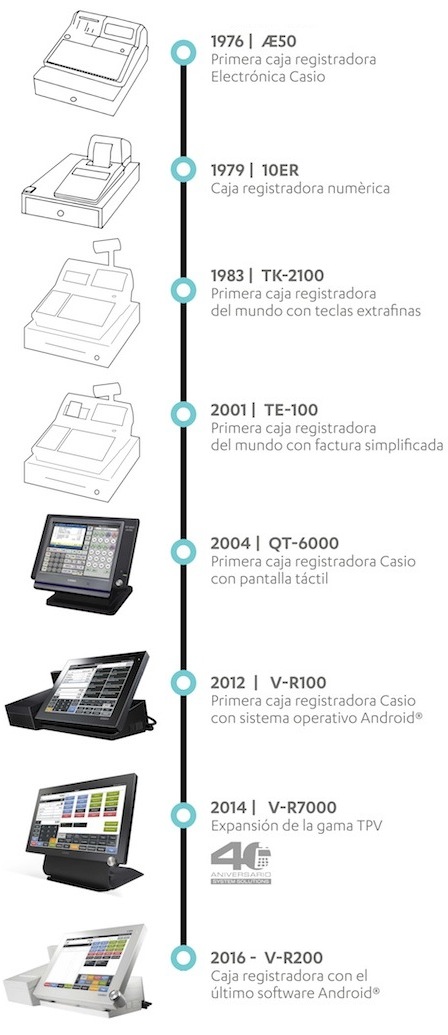 1976 | Æ50
Primera caja registradora
Electrónica Casio
1979 | 10ER
Caja registradora numèrica
1983 | TK-2100
Primera caja registradora
del mundo con teclas extrafinas
2001 | TE-100
Primera caja registradora
del mundo con factura simplificada
2004 | QT-6000
Primera caja registradora Casio
con pantalla táctil
2012 | V-R100
Primera caja registradora Casio
con sistema operativo Android®
2014 | V-R7000
Expansión de la gama TPV
40
ANIVERSARIO
SYSTEM SOLUTIONS
2016 - V-R200
Caja registradora con el
último software Android®